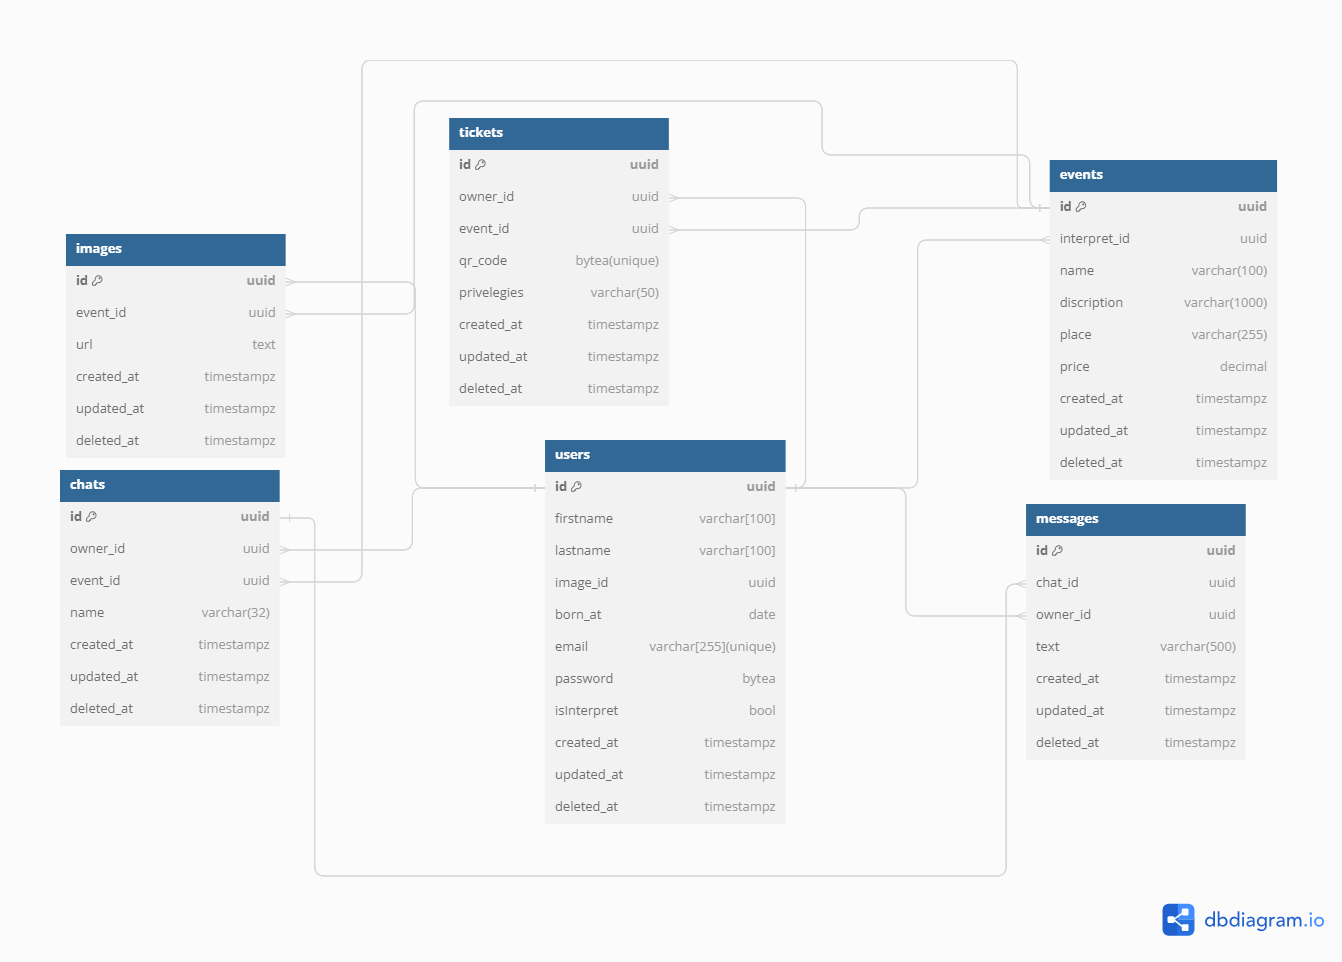 tickets
id uuid
owner_id uuid
event_id uuid
qr_code bytea(unique)
privelegies varchar(50)
created_at timestampz
updated_at timestampz
deleted_at timestampz
events
id uuid
interpret_id uuid
name varchar(100)
discription varchar(1000)
place varchar(255)
price decimal
created_at timestampz
updated_at timestampz
deleted_at timestampz
images
id uuid
event_id uuid
url text
created_at timestampz
updated_at timestampz
deleted_at timestampz
chats
id uuid
owner_id uuid
event_id uuid
name varchar(32)
created_at timestampz
updated_at timestampz
deleted_at timestampz
users
id uuid
firstname varchar[100]
lastname varchar[100]
image_id uuid
born_at date
email varchar[255](unique)
password bytea
isInterpret bool
created_at timestampz
updated_at timestampz
deleted_at timestampz
messages
id uuid
chat_id uuid
owner_id uuid
text varchar(500)
created_at timestampz
updated_at timestampz
deleted_at timestampz
dbdiagram.io